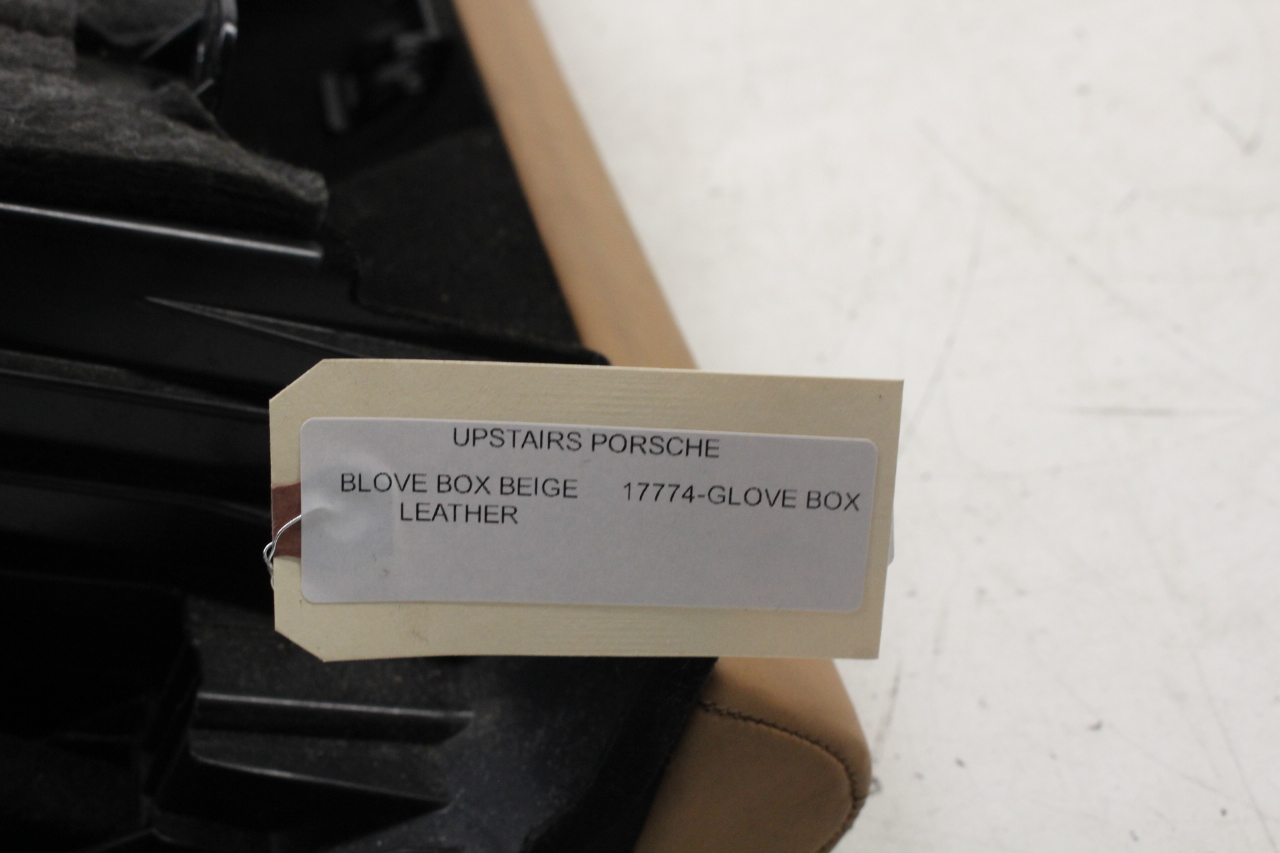 UPSTAIRS PORSCHE
BLOVE BOX BEIGE 17774-GLOVE BOX
LEATHER